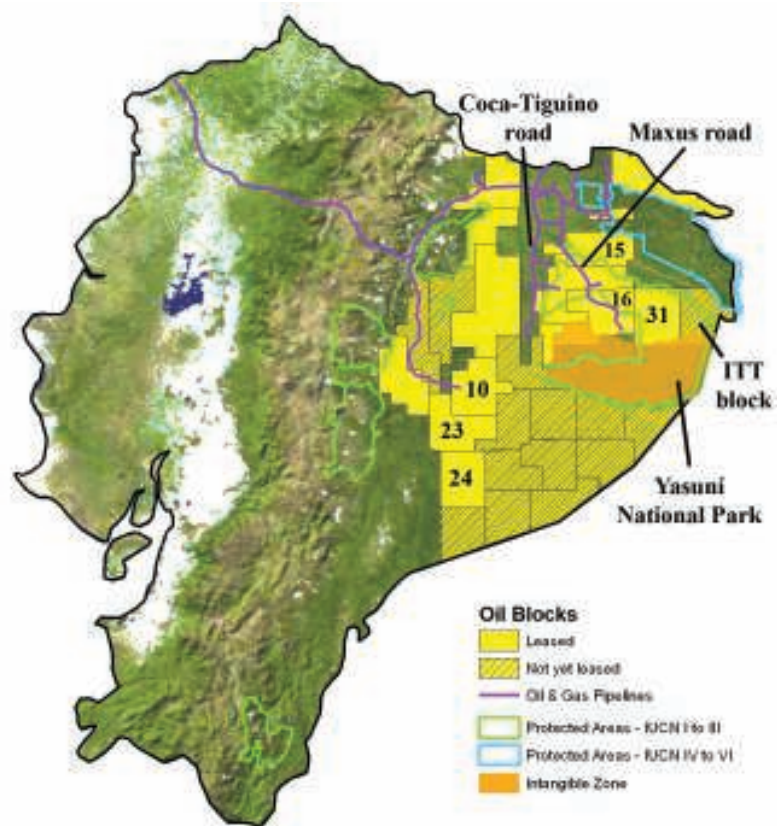 Coca-Tiguino
road
Maxus road
15
16
31
ITT
block
10
23
24
Yasuní
National Park
Oil Blocks
Leased
Not yet leased
Oil & Gas Pipelines
Protected Areas - IUCN I to III
Protected Areas - IUCN IV to VI
Intangible Zone